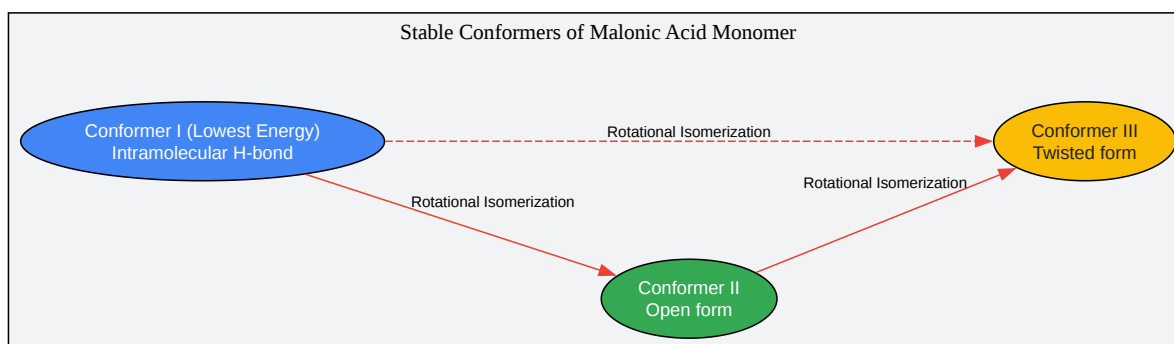 Stable Conformers of Malonic Acid Monomer
Conformer I (Lowest Energy)
Intramolecular H-bond
Rotational Isomerization
Conformer III
Twisted form
Rotational Isomerization
Rotational Isomerization
Conformer II
Open form